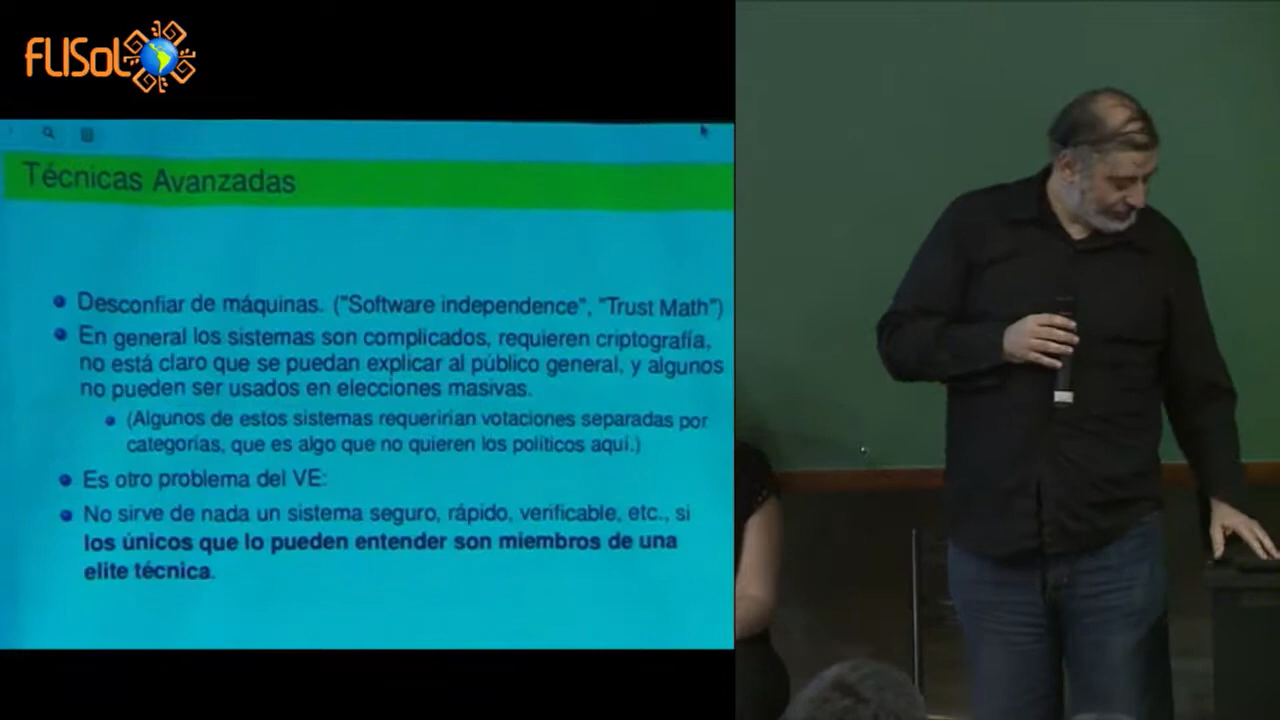 FLISoL
Técnicas Avanzadas
Desconfiar de máquinas. ("Software independence", "Trust Math")
En general los sistemas son complicados, requieren criptografía,
no está claro que se puedan explicar al público general, y algunos
no pueden ser usados en elecciones masivas.
(Algunos de estos sistemas requerirían votaciones separadas por
categorías, que es algo que no quieren los políticos aquí.)
Es otro problema del VE:
No sirve de nada un sistema seguro, rápido, verificable, etc., si
los únicos que lo pueden entender son miembros de una
elite técnica.